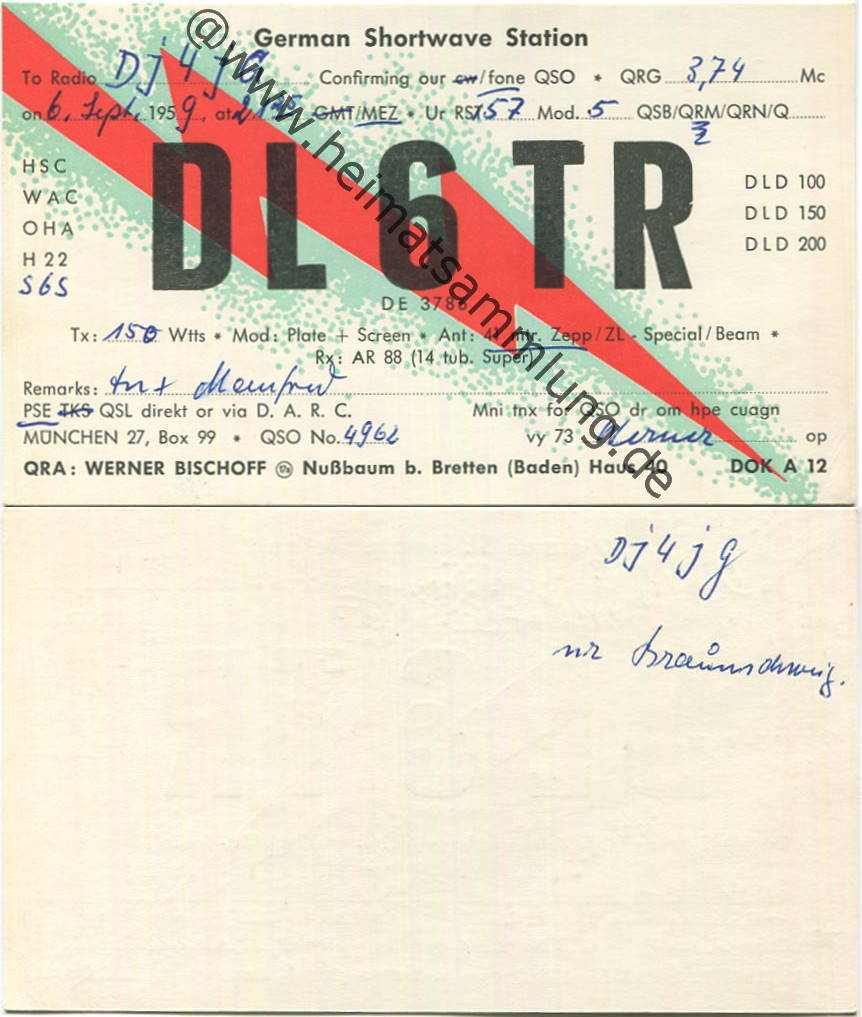 German Shortwave Station
To Radio Dj4jG Confirming our cw/fone QSO * QRG 3,74 Mc
on 6. Sept. 1959, at GMT/MEZ * Ur RST 57 Mod. 5 QSB/QRM/QRN/Q
2
HSC
WAC
OHA
H 22
S6S
DL6TR
DLD 100
DLD 150
DLD 200
DE 3786
Tx: 150 Wtts * Mod: Plate + Screen * Ant: 41 mtr. Zepp/ZL - Special/Beam *
Rx: AR 88 (14 tub. Super)
Remarks: tnx Manfred
PSE TKS QSL direkt or via D. A. R. C. Mni tnx for QSO dr om hpe cuagn
MÜNCHEN 27, Box 99 * QSO No. 4962 vy 73 Werner op
QRA: WERNER BISCHOFF (17a) Nußbaum b. Bretten (Baden) Haus 40 DOK A 12
@www.heimatsammlung.de
Dj4jG
nr Braunschweig.